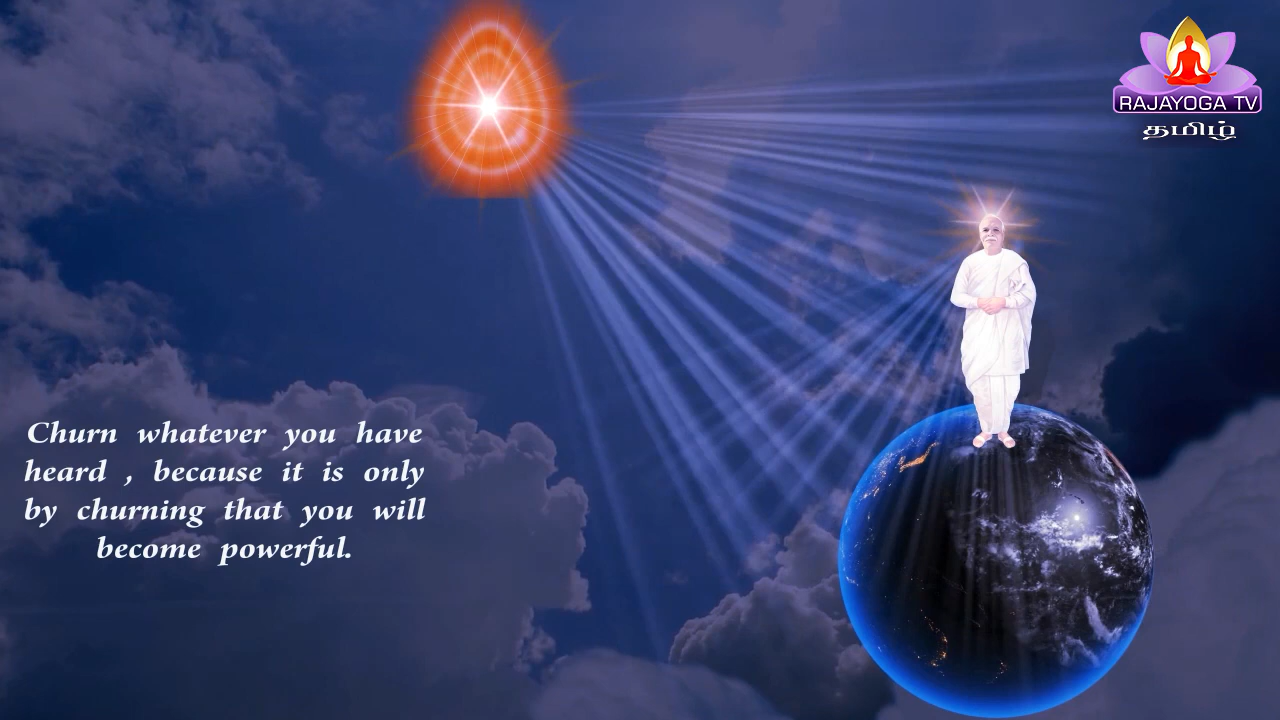 RAJAYOGA TV
தமிழ்
Churn whatever you have
heard , because it is only
by churning that you will
become powerful.